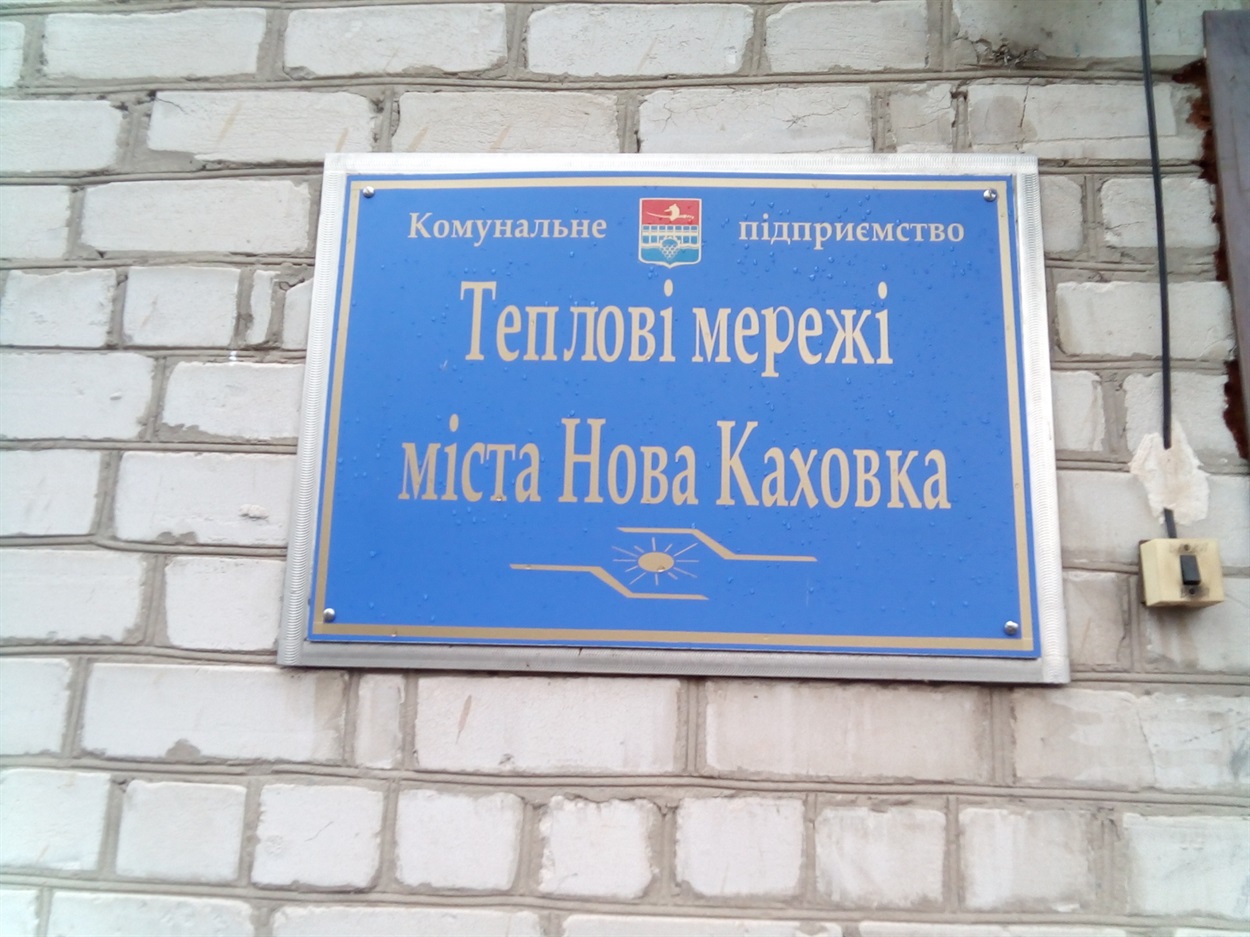 Комунальне підприємство
Теплові мережі
міста Нова Каховка